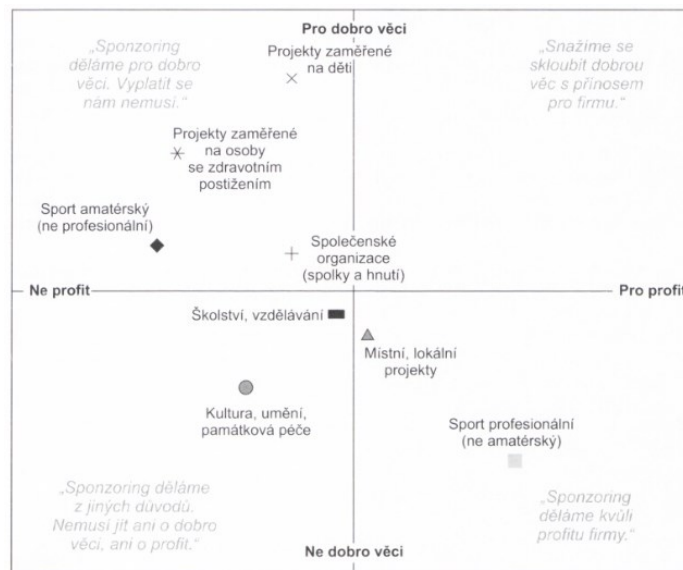 Pro dobro věci
„Sponzoring
děláme pro dobro
věci. Vyplatit se
nám nemusí.“
Projekty zaměřené
na děti
„Snažíme se
skloubit dobrou
věc s přínosem
pro firmu.“
Projekty zaměřené
na osoby
se zdravotním
postižením
Sport amatérský
(ne profesionální)
Společenské
organizace
(spolky a hnutí)
Ne profit
Pro profit
Školství, vzdělávání
Místní, lokální
projekty
Kultura, umění,
památková péče
Sport profesionální
(ne amatérský)
„Sponzoring děláme
z jiných důvodů.
Nemusí jít ani o dobro
věci, ani o profit.“
„Sponzoring
děláme kvůli
profitu firmy.“
Ne dobro věci